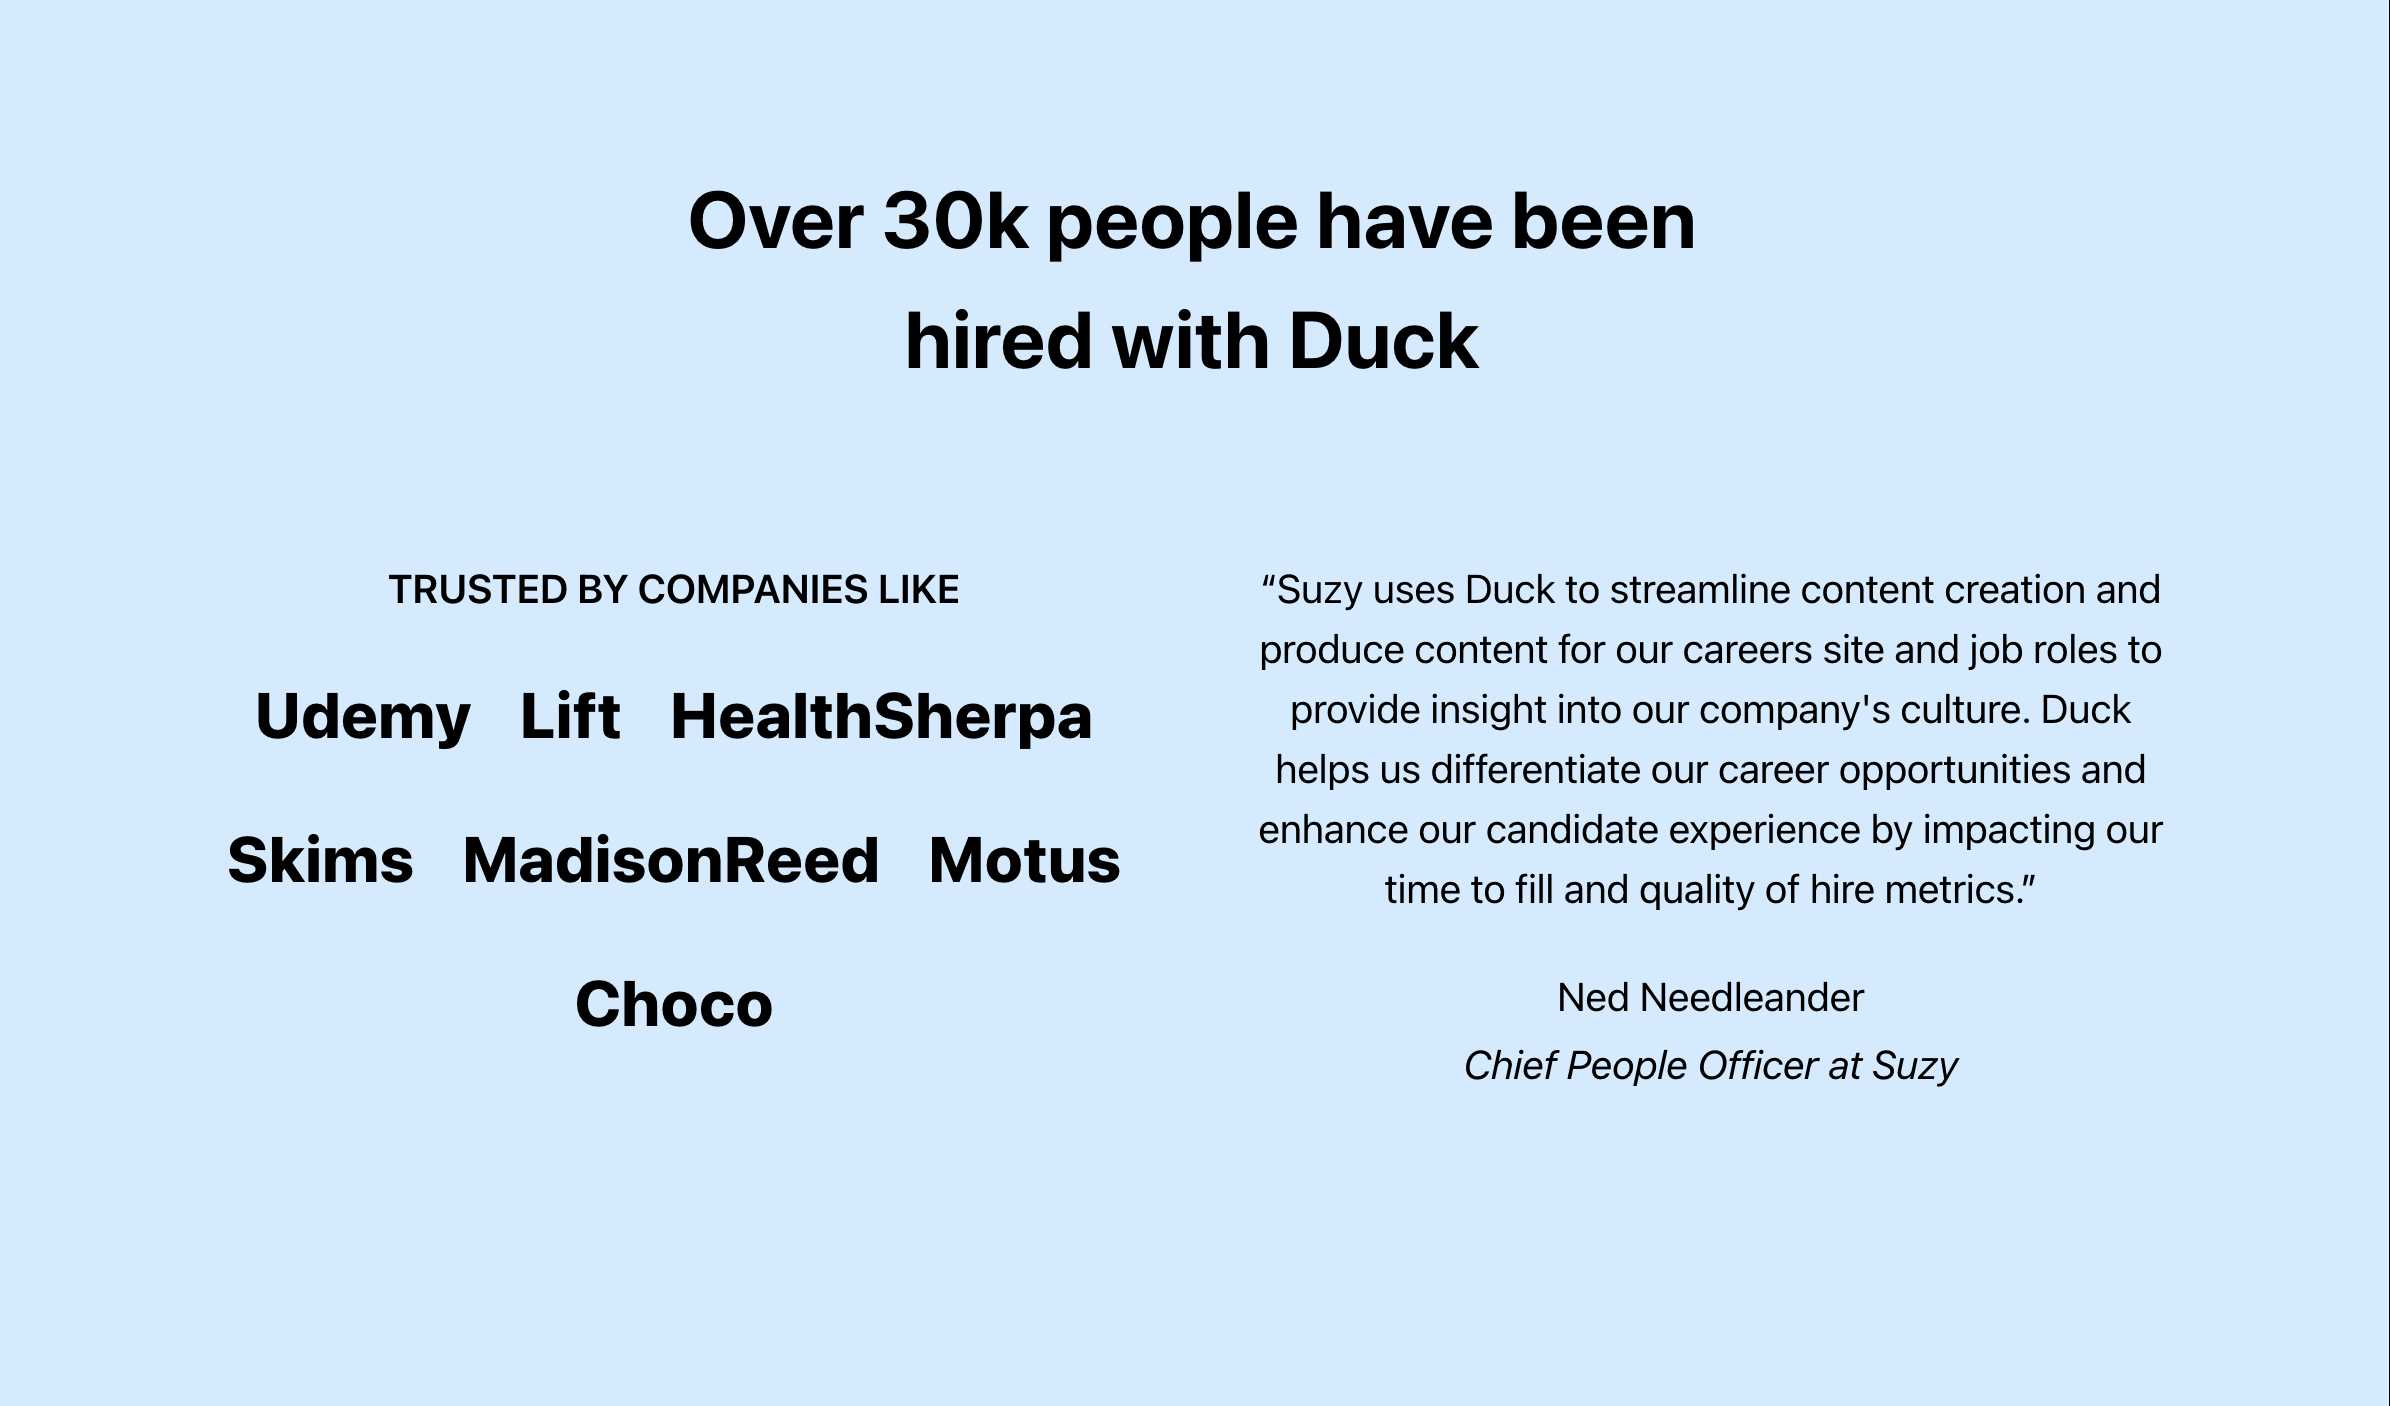 Over 30k people have been
hired with Duck
TRUSTED BY COMPANIES LIKE
Udemy Lift HealthSherpa
Skims MadisonReed Motus
Choco
“Suzy uses Duck to streamline content creation and
produce content for our careers site and job roles to
provide insight into our company's culture. Duck
helps us differentiate our career opportunities and
enhance our candidate experience by impacting our
time to fill and quality of hire metrics.”
Ned Needleander
Chief People Officer at Suzy